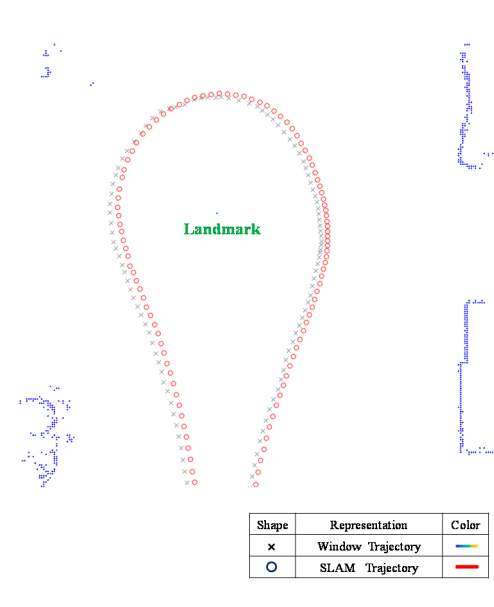 Landmark
Shape Representation Color
× Window Trajectory
SLAM Trajectory